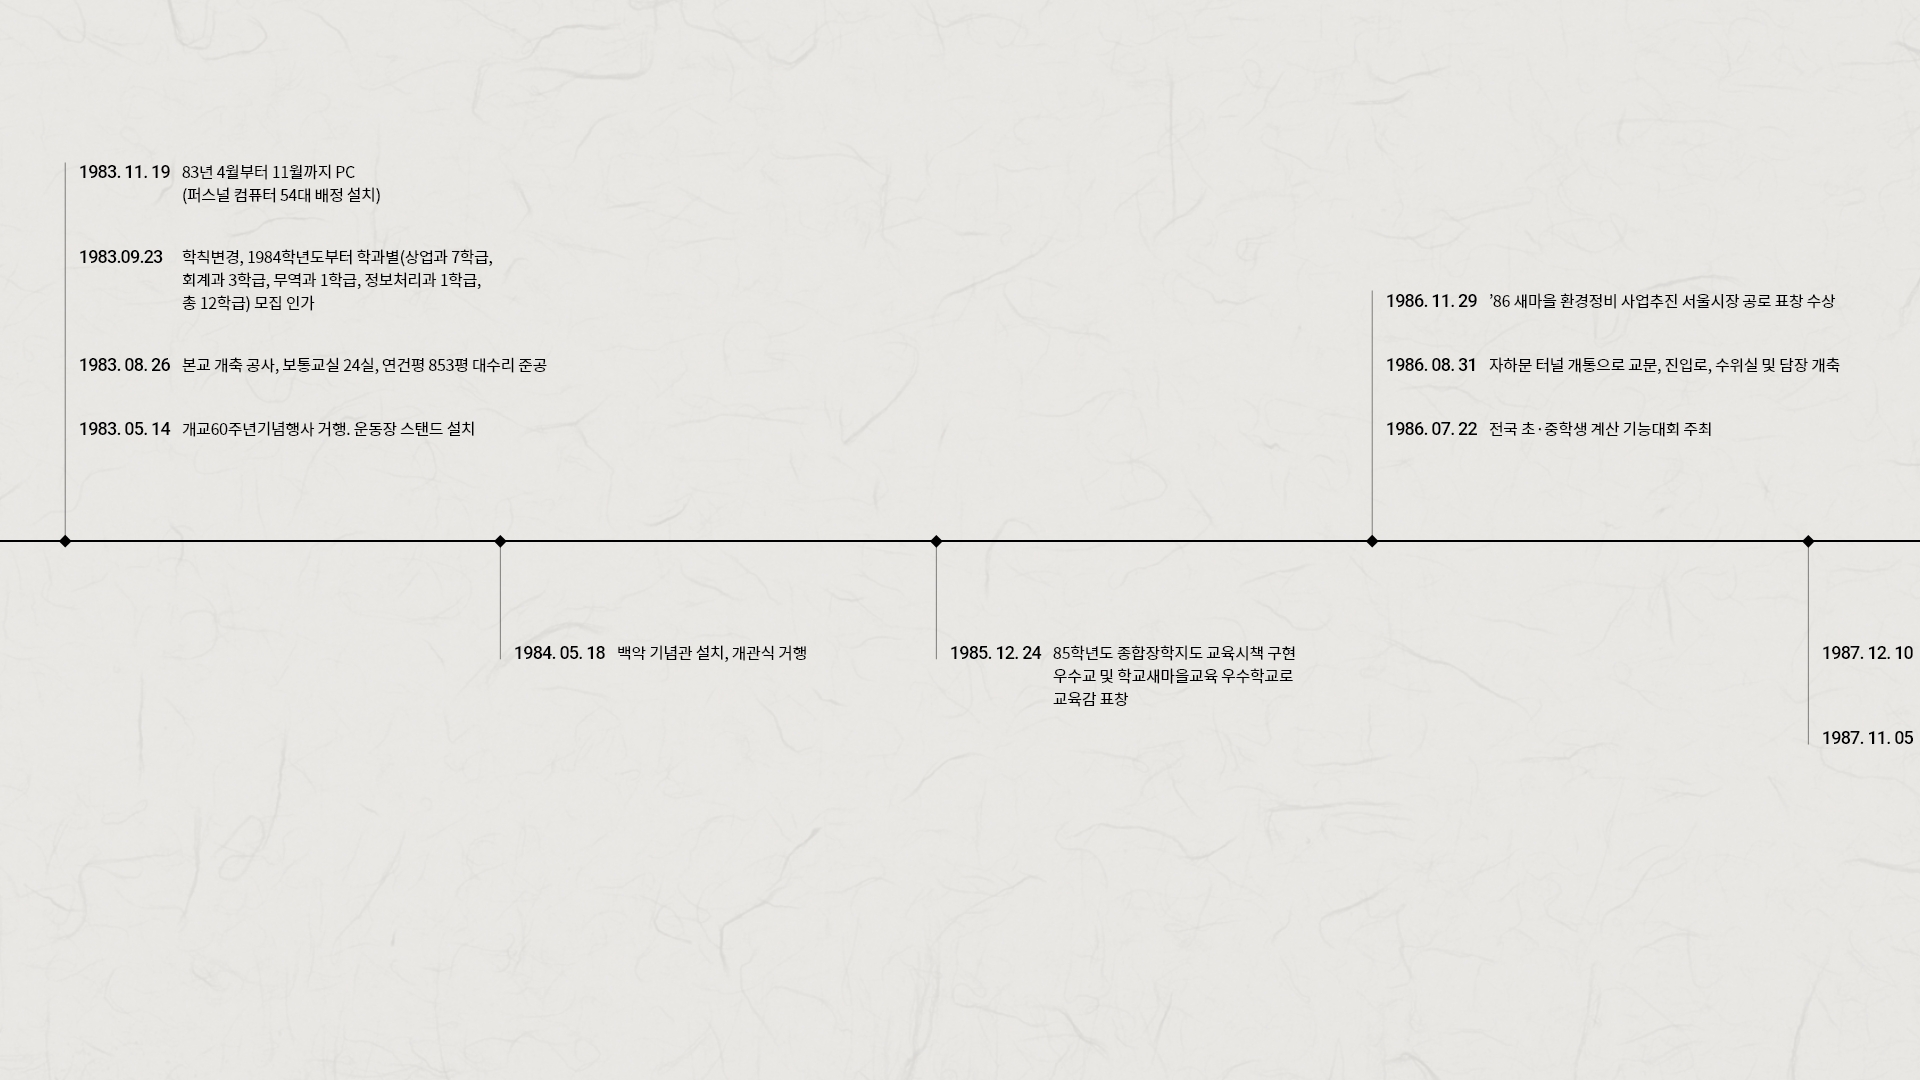 1983. 11. 19 83년 4월부터 11월까지 PC
(퍼스널 컴퓨터 54대 배정 설치)
1983.09.23 학칙변경, 1984학년도부터 학과별(상업과 7학급,
회계과 3학급, 무역과 1학급, 정보처리과 1학급,
총 12학급) 모집 인가
1983. 08. 26 본교 개축 공사, 보통교실 24실, 연건평 853평 대수리 준공
1983. 05. 14 개교60주년기념행사 거행. 운동장 스탠드 설치
1984. 05. 18 백악 기념관 설치, 개관식 거행
1985. 12. 24 85학년도 종합장학지도 교육시책 구현
우수교 및 학교새마을교육 우수학교로
교육감 표창
1986. 11. 29 ’86 새마을 환경정비 사업추진 서울시장 공로 표창 수상
1986. 08. 31 자하문 터널 개통으로 교문, 진입로, 수위실 및 담장 개축
1986. 07. 22 전국 초·중학생 계산 기능대회 주최
1987. 12. 10
1987. 11. 05